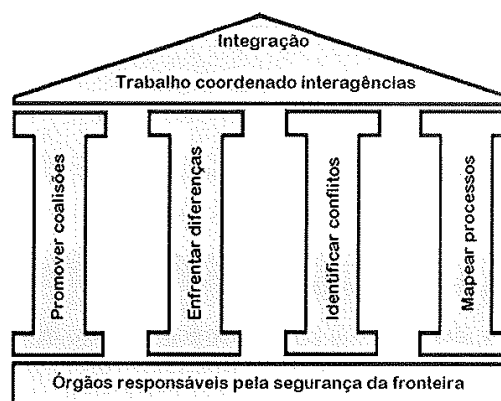 Integração
Trabalho coordenado interagências
Promover coalisões
Enfrentar diferenças
Identificar conflitos
Mapear processos
Órgãos responsáveis pela segurança da fronteira